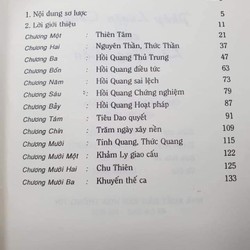 1. Nội dung sơ lược 5
2. Lời giới thiệu 11
Chương Một : Thiên Tâm 21
Chương Hai : Nguyên Thần, Thức Thần 37
Chương Ba : Hồi Quang Thủ Trung 47
Chương Bốn : Hồi Quang điều tức 63
Chương Năm : Hồi Quang sai lệch 77
Chương Sáu : Hồi Quang Chứng nghiệm 79
Chương Bảy : Hồi Quang Hoạt pháp 87
Chương Tám : Tiêu Dao quyết 91
Chương Chín : Trăm ngày xây nền 109
Chương Mười : Tính Quang, Thức Quang 115
Chương Mười Một : Khảm Ly giao cấu 122
Chương Mười Hai : Chu Thiên 125
Chương Mười Ba : Khuyến thế ca 133